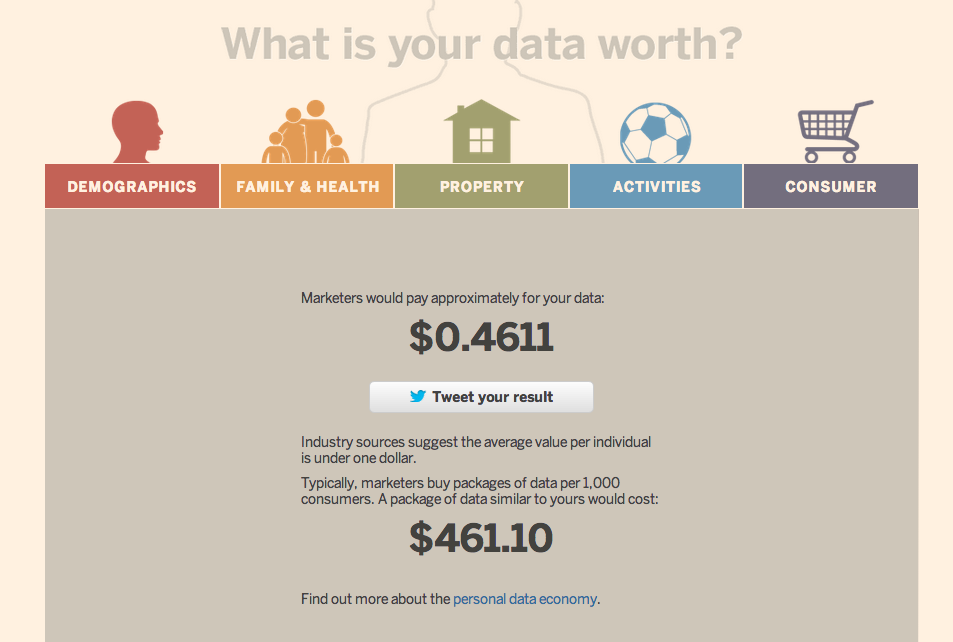 What is your data worth?
DEMOGRAPHICS
FAMILY & HEALTH
PROPERTY
ACTIVITIES
CONSUMER
Marketers would pay approximately for your data:
$0.4611
Tweet your result
Industry sources suggest the average value per individual
is under one dollar.
Typically, marketers buy packages of data per 1,000
consumers. A package of data similar to yours would cost:
$461.10
Find out more about the personal data economy.